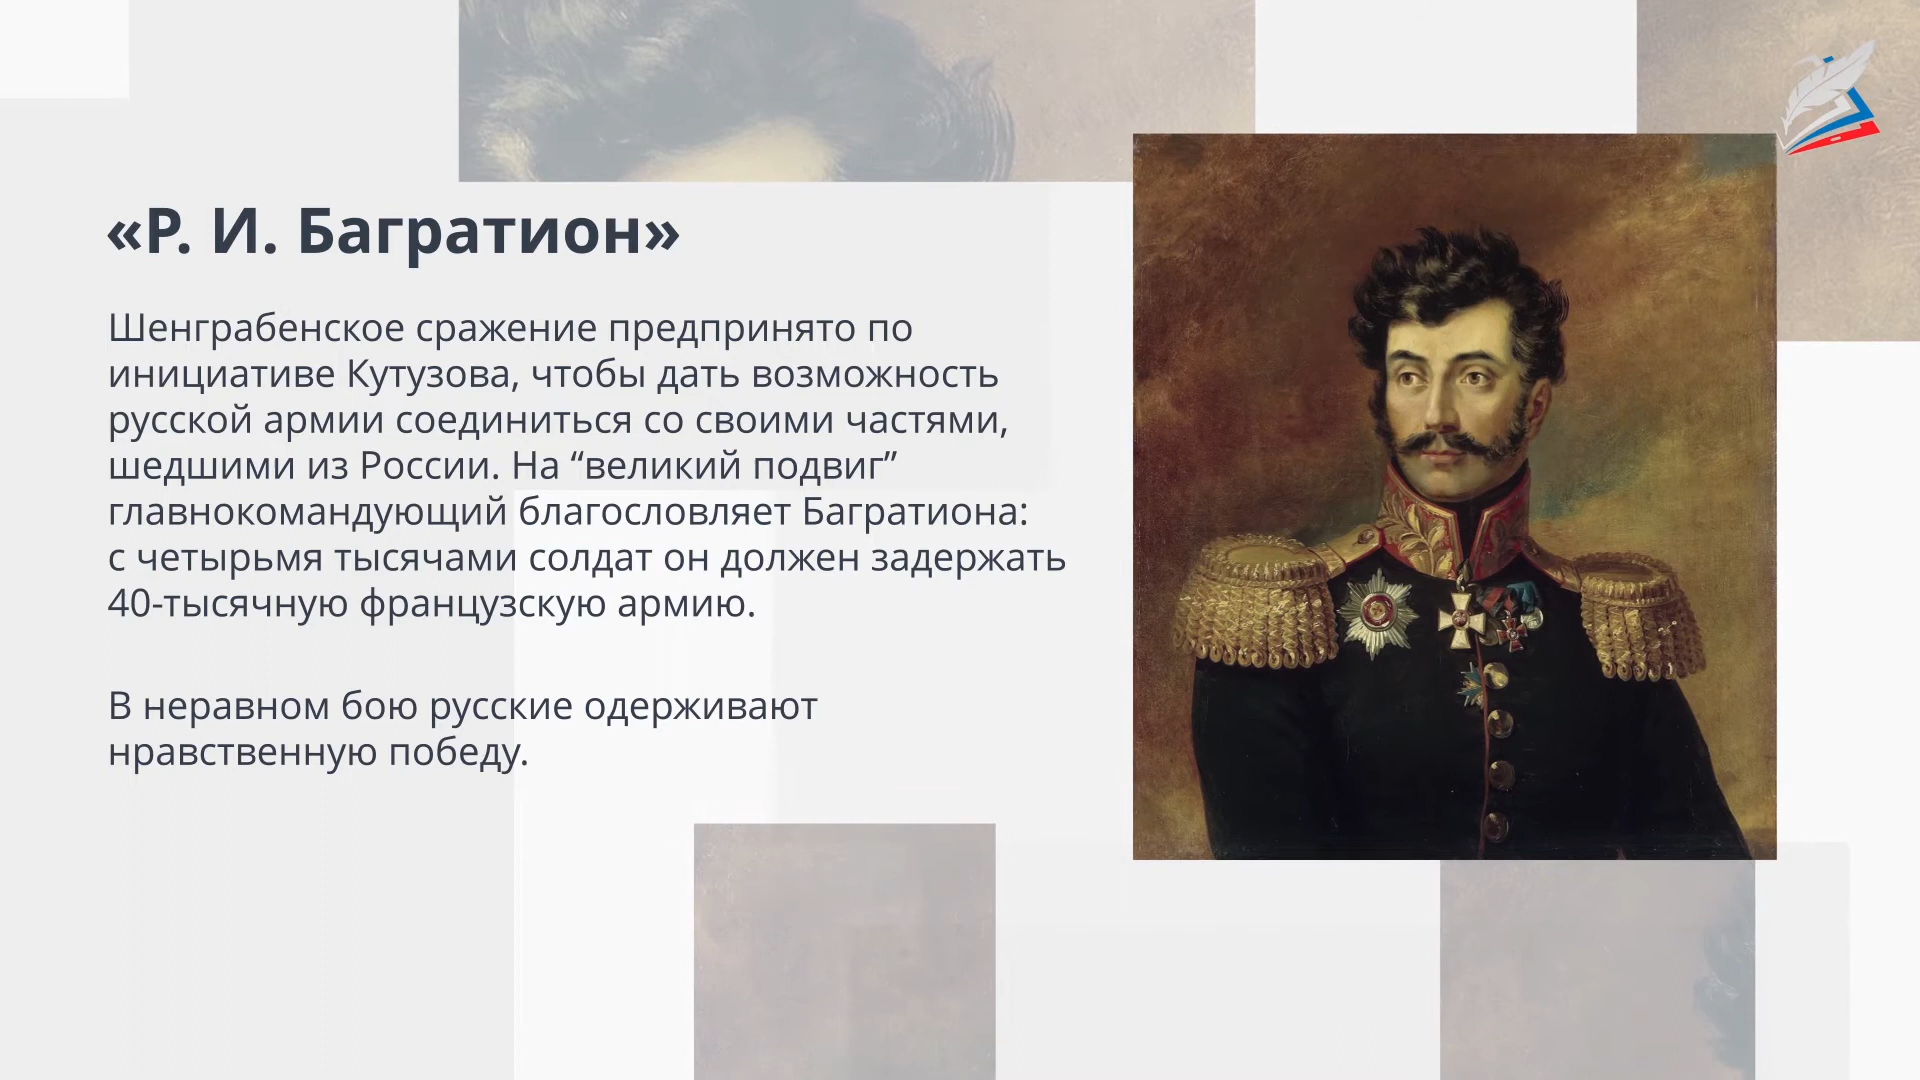 «Р. И. Багратион»
Шенграбенское сражение предпринято по
инициативе Кутузова, чтобы дать возможность
русской армии соединиться со своими частями,
шедшими из России. На “великий подвиг”
главнокомандующий благословляет Багратиона:
с четырьмя тысячами солдат он должен задержать
40-тысячную французскую армию.
В неравном бою русские одерживают
нравственную победу.